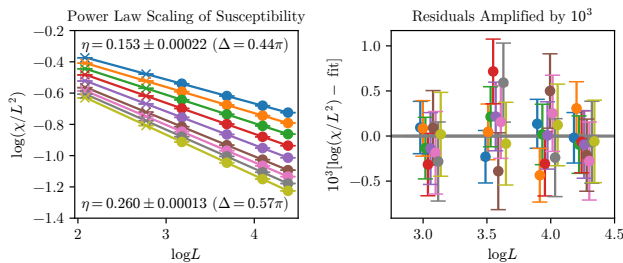 Power Law Scaling of Susceptibility
log(χ/L²)
−0.2
−0.4
−0.6
−0.8
−1.0
−1.2
−1.4
η = 0.153 ± 0.00022 (Δ = 0.44π)
η = 0.260 ± 0.00013 (Δ = 0.57π)
2 3 4
logL
Residuals Amplified by 10³
10³[log(χ/L²) − fit]
1.0
0.5
0.0
−0.5
3.0 3.5 4.0 4.5
logL